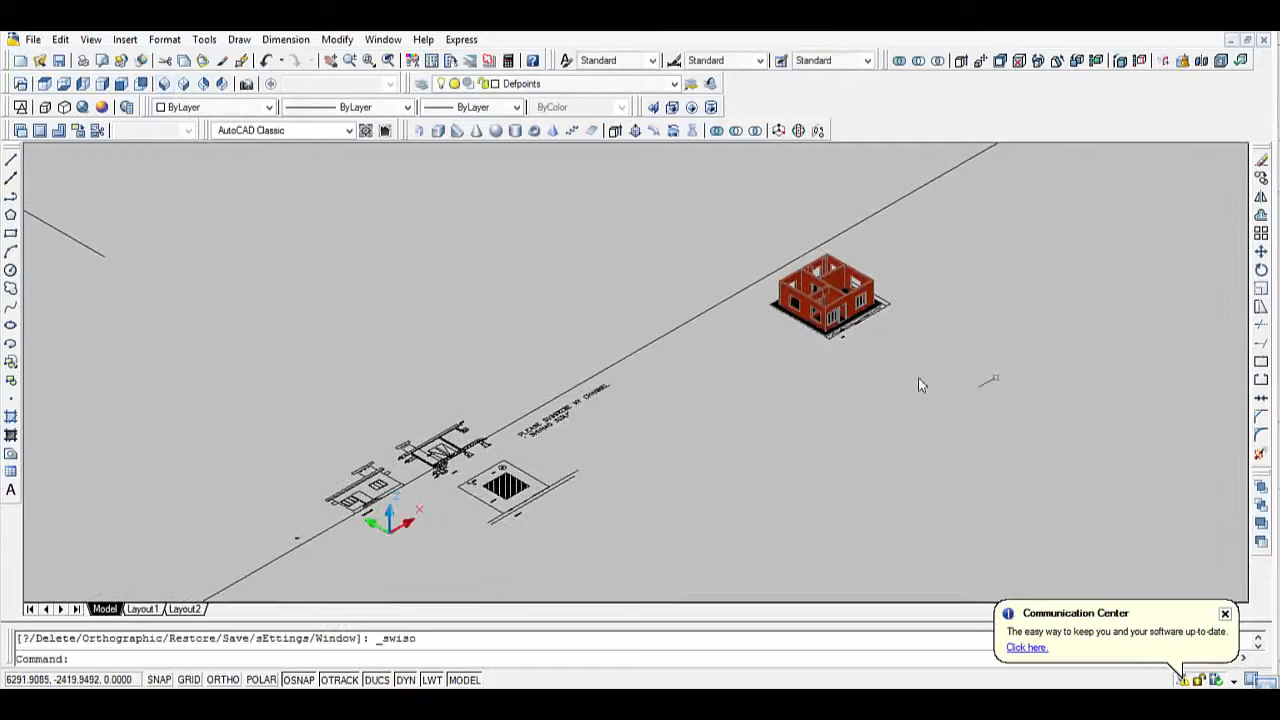 File Edit View Insert Format Tools Draw Dimension Modify Window Help Express
Standard Standard Standard
Defpoints
ByLayer ByLayer ByLayer ByColor
AutoCAD Classic
A
Z
X
Model Layout1 Layout2
[?/Delete/Orthographic/Restore/Save/sEttings/Window]: _swiso
Command:
Communication Center
The easy way to keep you and your software up-to-date.
Click here.
6291.9085, -2419.9492, 0.0000 SNAP GRID ORTHO POLAR OSNAP OTRACK DUCS DYN LWT MODEL